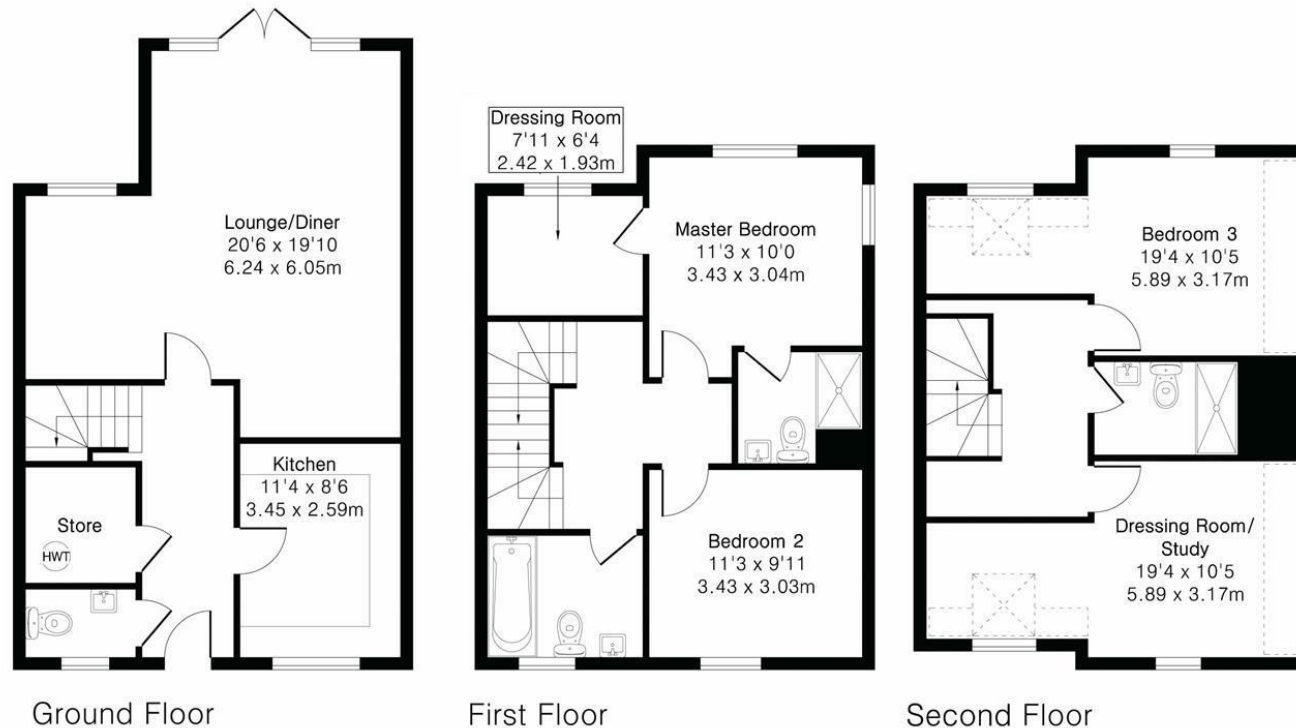 Lounge/Diner
20'6 x 19'10
6.24 x 6.05m
Kitchen
11'4 x 8'6
3.45 x 2.59m
Store
HWT
Ground Floor
Dressing Room
7'11 x 6'4
2.42 x 1.93m
Master Bedroom
11'3 x 10'0
3.43 x 3.04m
Bedroom 2
11'3 x 9'11
3.43 x 3.03m
First Floor
Bedroom 3
19'4 x 10'5
5.89 x 3.17m
Dressing Room/
Study
19'4 x 10'5
5.89 x 3.17m
Second Floor